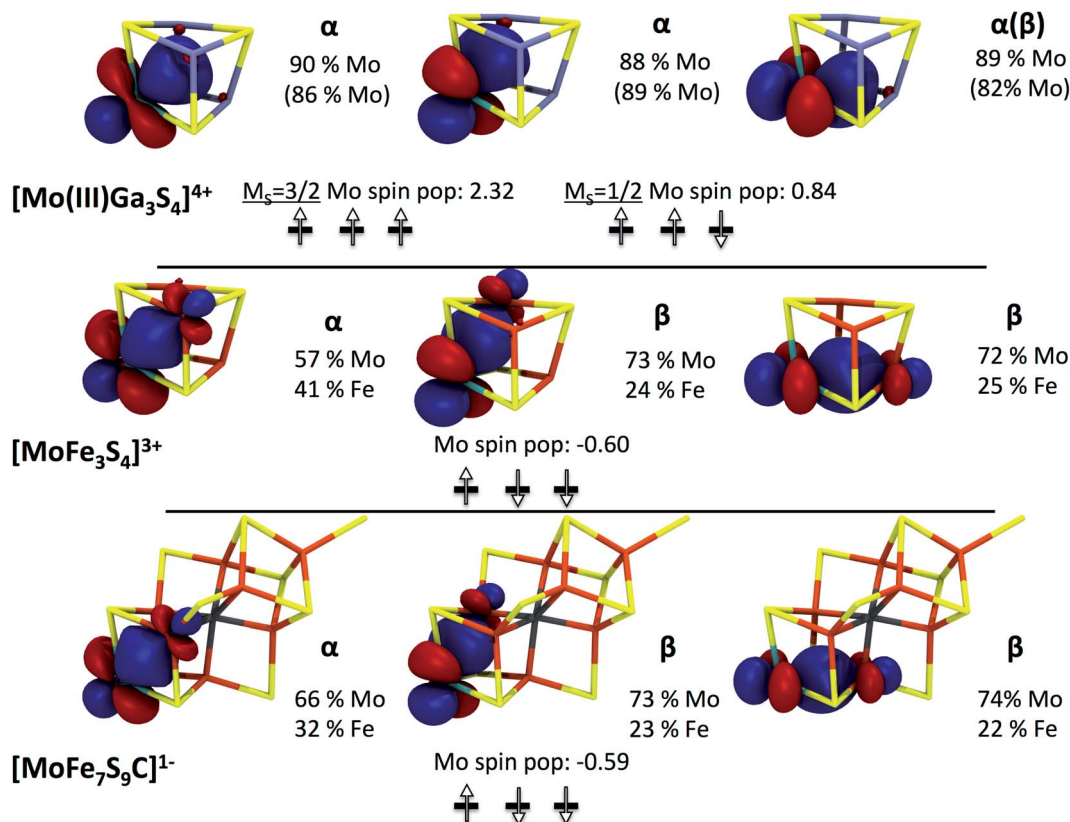 α α α(β)
90 % Mo 88 % Mo 89 % Mo
(86 % Mo) (89 % Mo) (82% Mo)
[Mo(III)Ga₃S₄]⁴⁺ M_S=3/2 Mo spin pop: 2.32 M_S=1/2 Mo spin pop: 0.84
α β β
57 % Mo 73 % Mo 72 % Mo
41 % Fe 24 % Fe 25 % Fe
[MoFe₃S₄]³⁺ Mo spin pop: -0.60
α β β
66 % Mo 73 % Mo 74% Mo
32 % Fe 23 % Fe 22 % Fe
[MoFe₇S₉C]¹⁻ Mo spin pop: -0.59